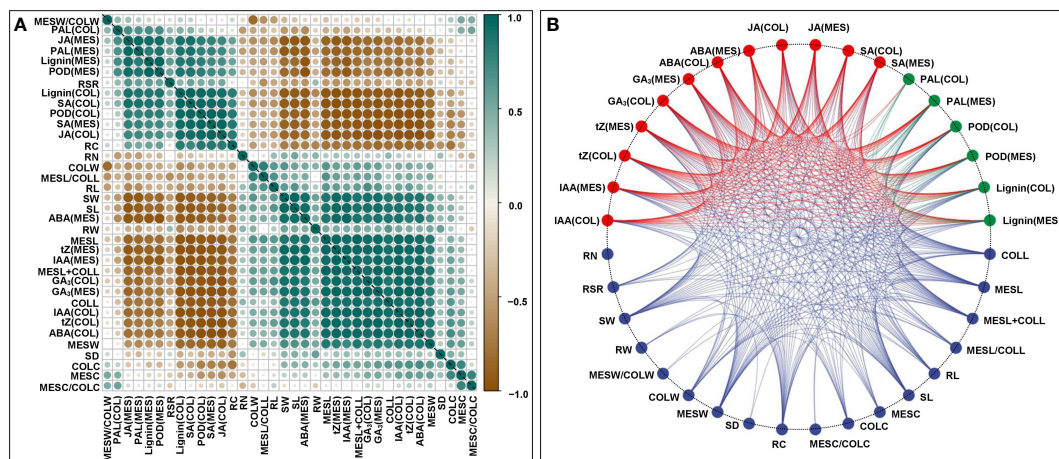 A
MESW/COLW
PAL(COL)
JA(MES)
PAL(MES)
Lignin(MES)
POD(MES)
RSR
Lignin(COL)
SA(COL)
POD(COL)
SA(MES)
JA(COL)
RC
RN
COLW
MESL/COLL
RL
SW
SL
ABA(MES)
RW
MESL
tZ(MES)
IAA(MES)
MESL+COLL
GA₃(COL)
GA₃(MES)
COLL
IAA(COL)
tZ(COL)
ABA(COL)
MESW
SD
COLC
MESC
MESC/COLC
MESW/COLW
PAL(COL)
JA(MES)
PAL(MES)
Lignin(MES)
POD(MES)
RSR
Lignin(COL)
SA(COL)
POD(COL)
SA(MES)
JA(COL)
RC
RN
COLW
MESL/COLL
RL
SW
SL
ABA(MES)
RW
MESL
tZ(MES)
IAA(MES)
MESL+COLL
GA₃(COL)
GA₃(MES)
IAA(COL)
tZ(COL)
ABA(COL)
MESW
SD
COLC
MESC
MESC/COLC
1.0
0.5
0.0
−0.5
−1.0
B
JA(COL)
JA(MES)
SA(COL)
SA(MES)
PAL(COL)
PAL(MES)
POD(COL)
POD(MES)
Lignin(COL)
Lignin(MES
COLL
MESL
MESL+COLL
MESL/COLL
RL
SL
MESC
COLC
MESC/COLC
RC
SD
MESW
COLW
MESW/COLW
RW
SW
RSR
RN
IAA(COL)
IAA(MES)
tZ(COL)
tZ(MES)
GA₃(COL)
GA₃(MES)
ABA(COL)
ABA(MES)